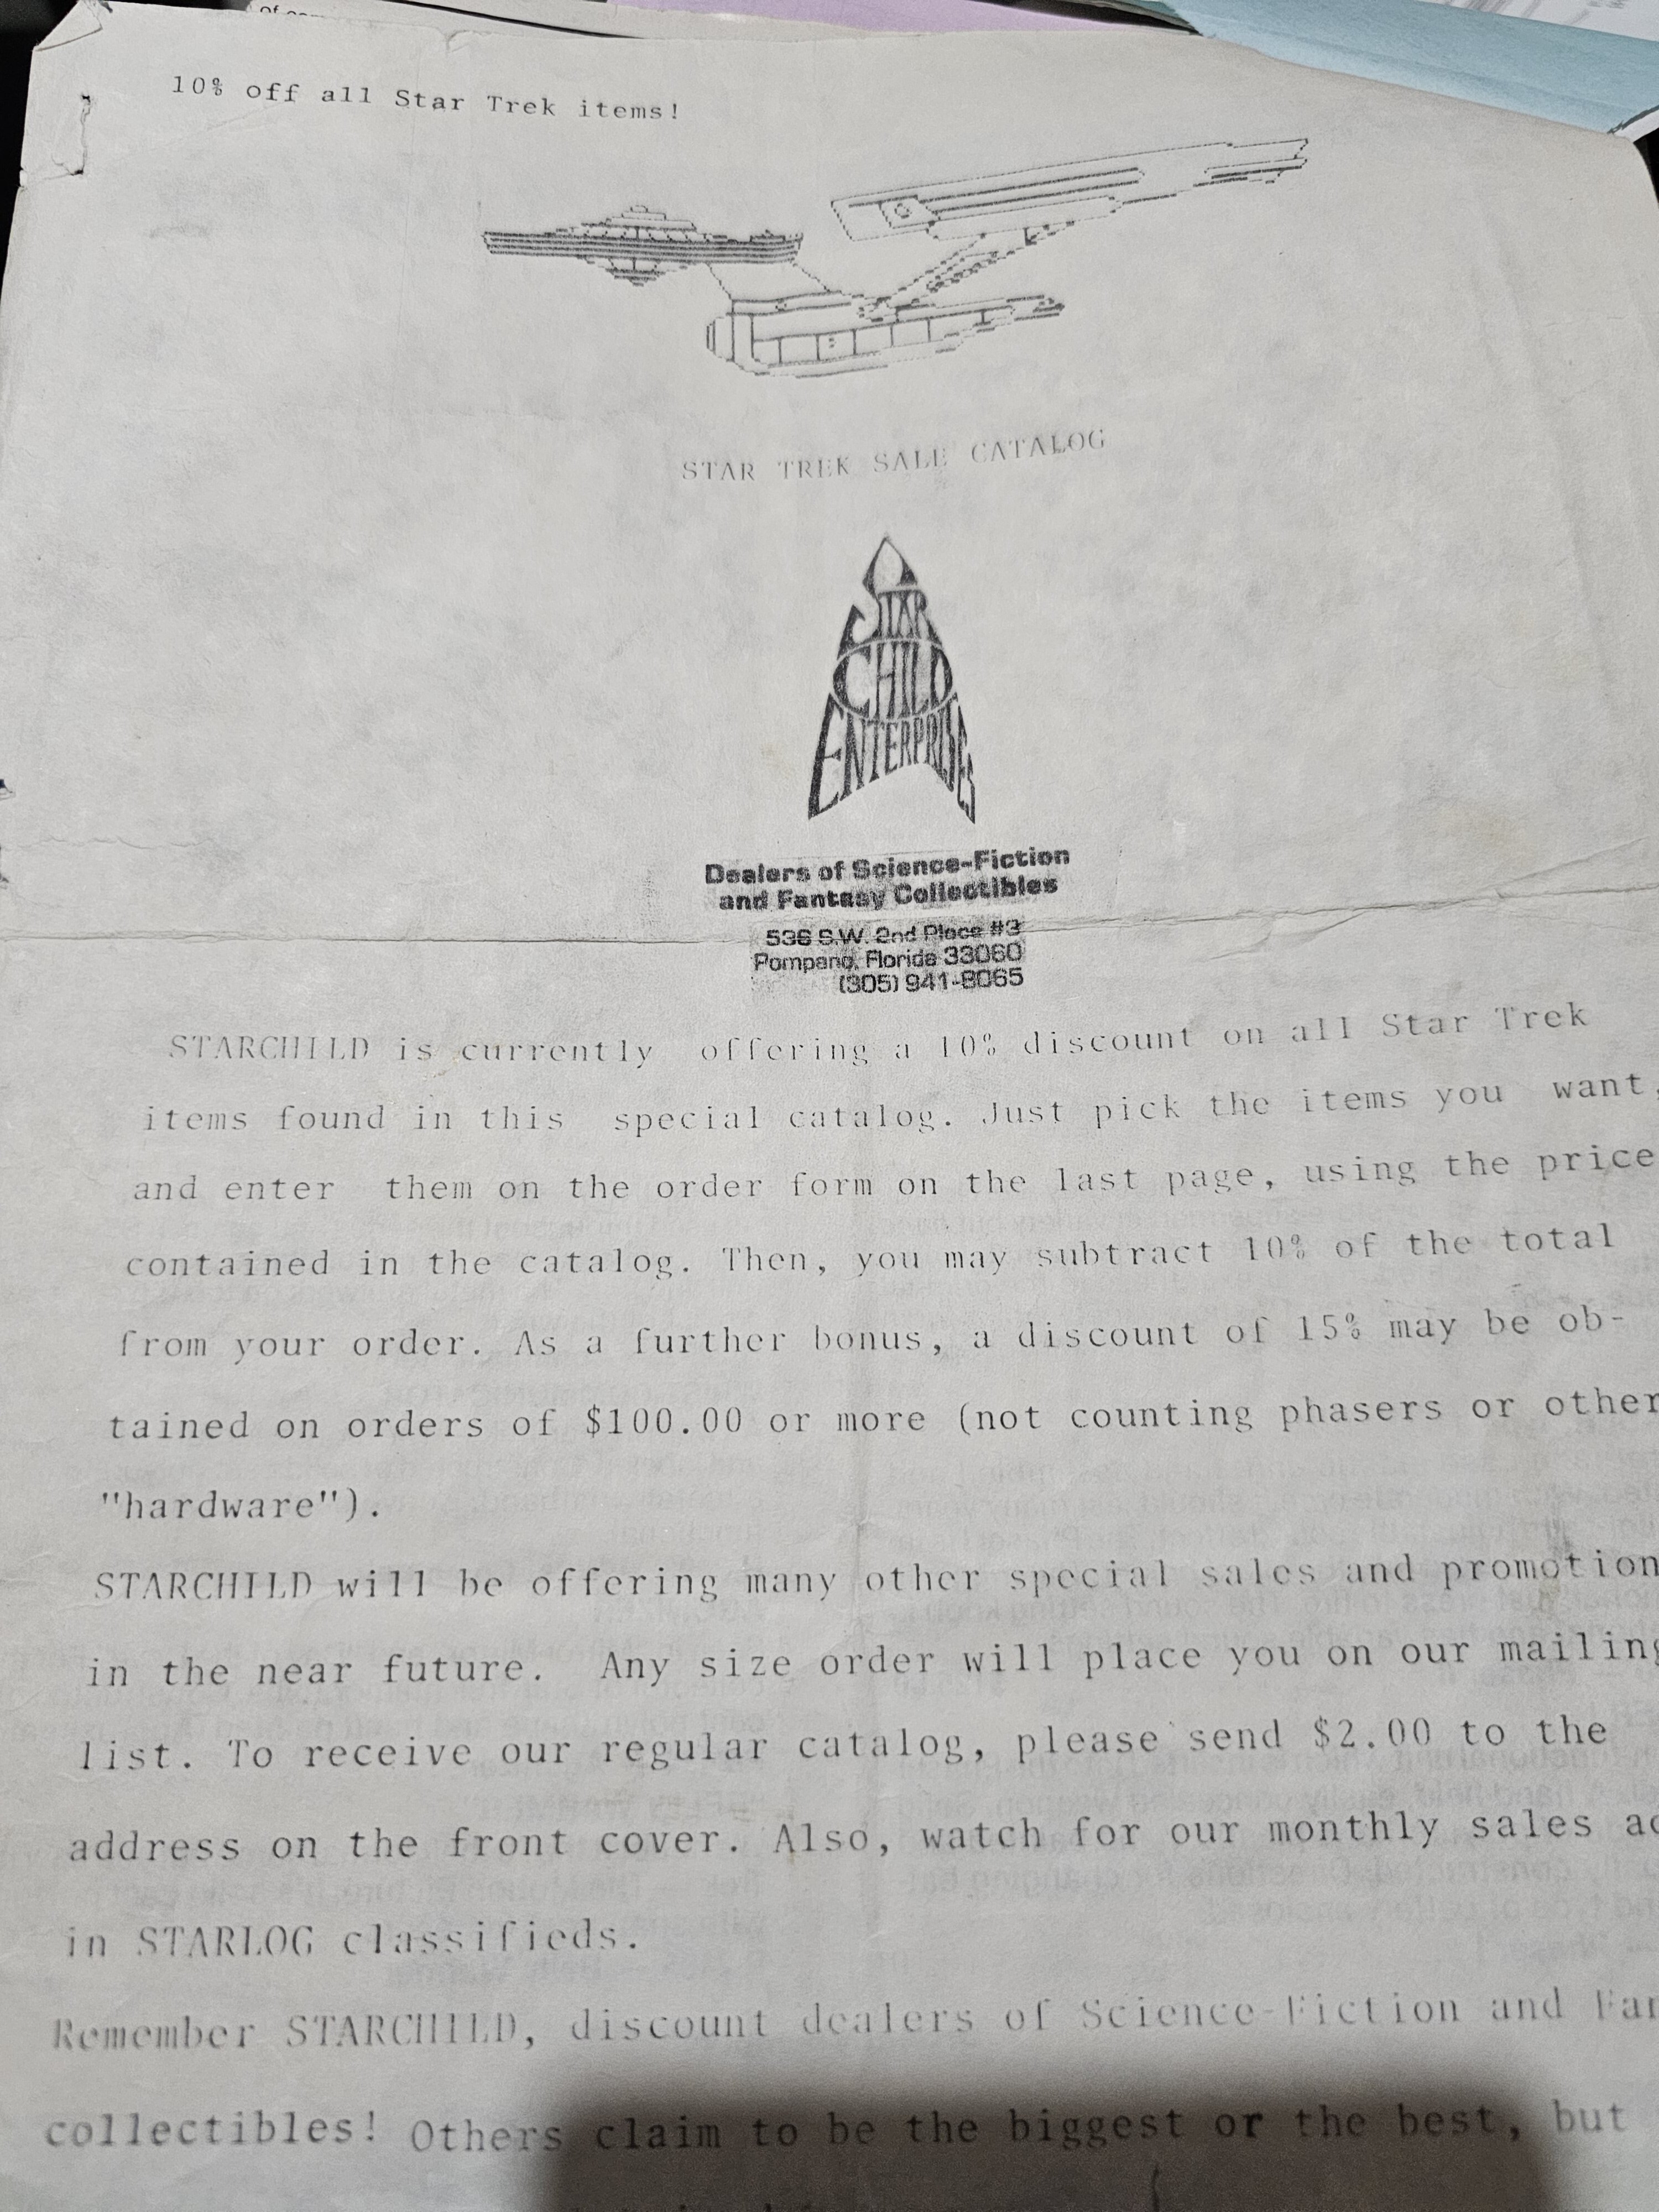 10% off all Star Trek items!
STAR TREK SALE CATALOG
STAR
CHILD
ENTERPRISES
Dealers of Science-Fiction
and Fantasy Collectibles
536 S.W. 2nd Place #3
Pompano, Florida 33060
(305) 941-8065
STARCHILD is currently offering a 10% discount on all Star Trek
items found in this special catalog. Just pick the items you want,
and enter them on the order form on the last page, using the price
contained in the catalog. Then, you may subtract 10% of the total
from your order. As a further bonus, a discount of 15% may be ob-
tained on orders of $100.00 or more (not counting phasers or other
"hardware").
STARCHILD will be offering many other special sales and promotion
in the near future. Any size order will place you on our mailing
list. To receive our regular catalog, please send $2.00 to the
address on the front cover. Also, watch for our monthly sales
in STARLOG classifieds.
Remember STARCHILD, discount dealers of Science-Fiction and
collectibles! Others claim to be the biggest or the best, but